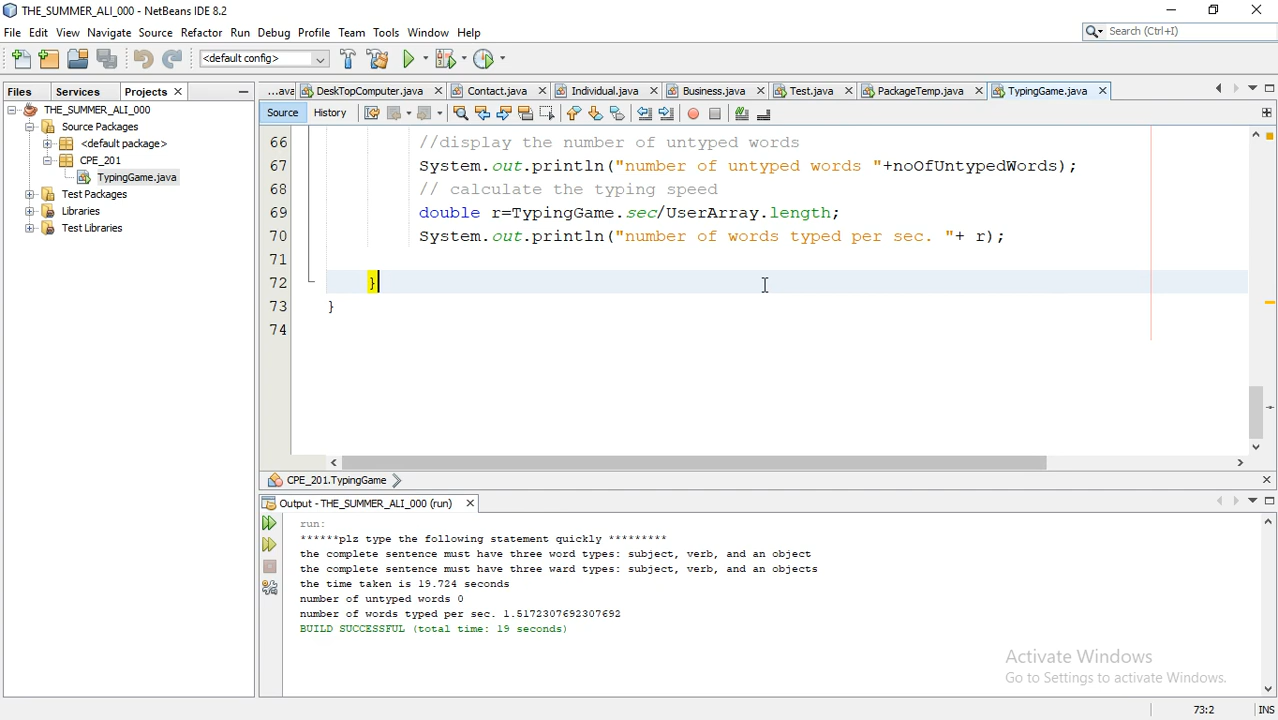 THE_SUMMER_ALI_000 - NetBeans IDE 8.2
File Edit View Navigate Source Refactor Run Debug Profile Team Tools Window Help
Search (Ctrl+I)
<default config>
Files Services Projects
...ava DeskTopComputer.java Contact.java Individual.java Business.java Test.java PackageTemp.java TypingGame.java
Source History
THE_SUMMER_ALI_000
Source Packages
<default package>
CPE_201
TypingGame.java
Test Packages
Libraries
Test Libraries
66 //display the number of untyped words
67 System.out.println("number of untyped words "+noOfUntypedWords);
68 // calculate the typing speed
69 double r=TypingGame.sec/UserArray.length;
70 System.out.println("number of words typed per sec. "+ r);
71
72 }
73 }
74
CPE_201.TypingGame
Output - THE_SUMMER_ALI_000 (run)
run:
******plz type the following statement quickly *********
the complete sentence must have three word types: subject, verb, and an object
the complete sentence must have three ward types: subject, verb, and an objects
the time taken is 19.724 seconds
number of untyped words 0
number of words typed per sec. 1.5172307692307692
BUILD SUCCESSFUL (total time: 19 seconds)
Activate Windows
Go to Settings to activate Windows.
73:2 INS